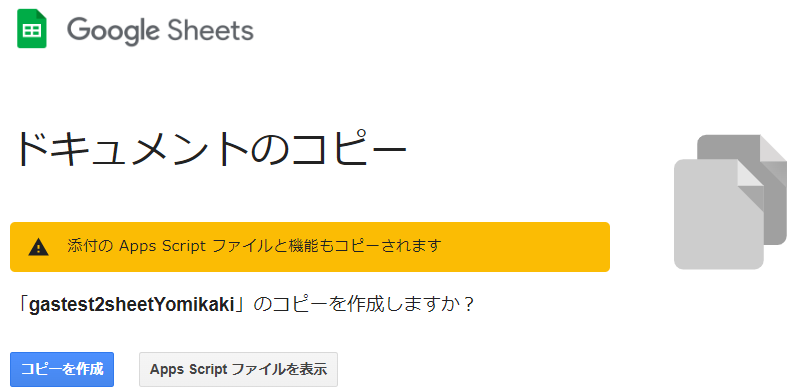 Google Sheets
ドキュメントのコピー
添付の Apps Script ファイルと機能もコピーされます
「gastest2sheetYomikaki」のコピーを作成しますか？
コピーを作成
Apps Script ファイルを表示